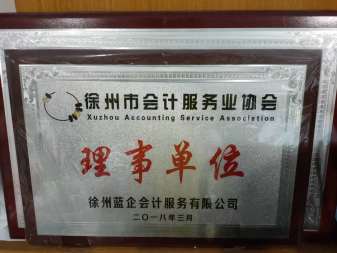 徐州市会计服务业协会
Xuzhou Accounting Service Association
理事单位
徐州蓝企会计服务有限公司
二〇一八年三月